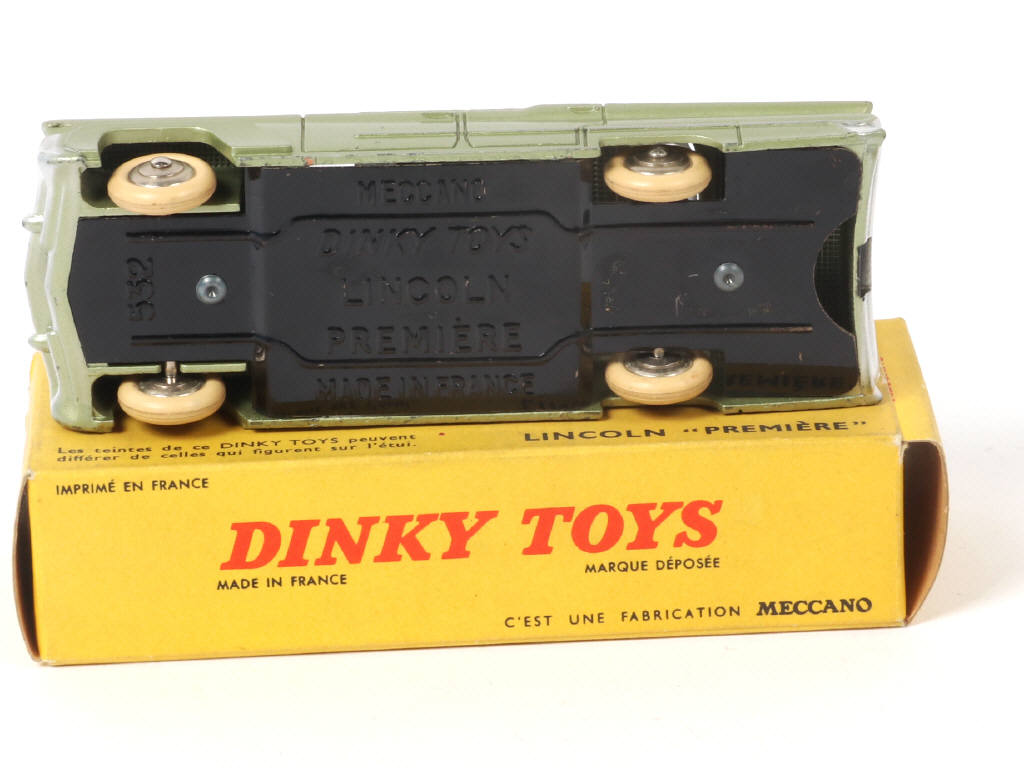 MECCANO
DINKY TOYS
LINCOLN
PREMIÈRE
MADE IN FRANCE
532
Les teintes de ce DINKY TOYS peuvent
différer de celles qui figurent sur l'étui.
LINCOLN "PREMIÈRE"
IMPRIMÉ EN FRANCE
DINKY TOYS
MADE IN FRANCE
MARQUE DÉPOSÉE
C'EST UNE FABRICATION MECCANO